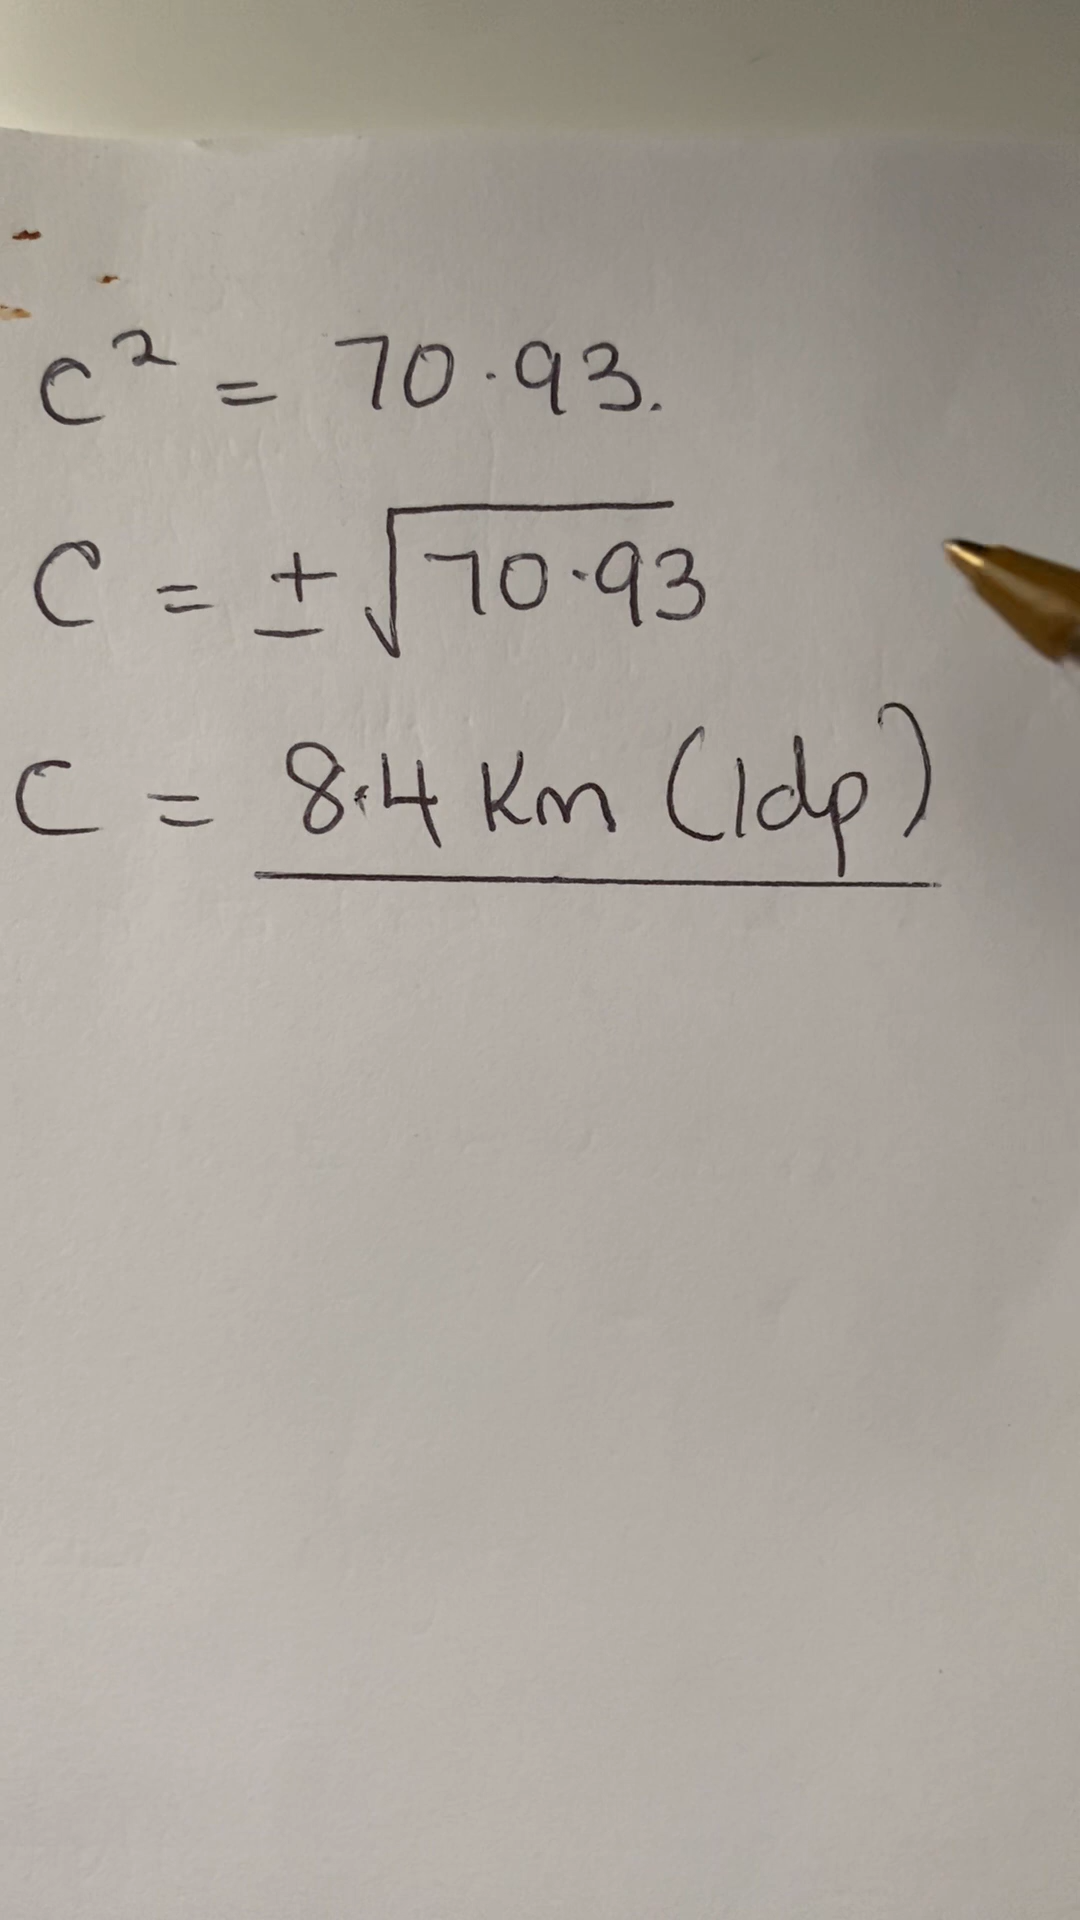 c² = 70.93.
C = ±√70.93
C = 8.4 Km (1dp)